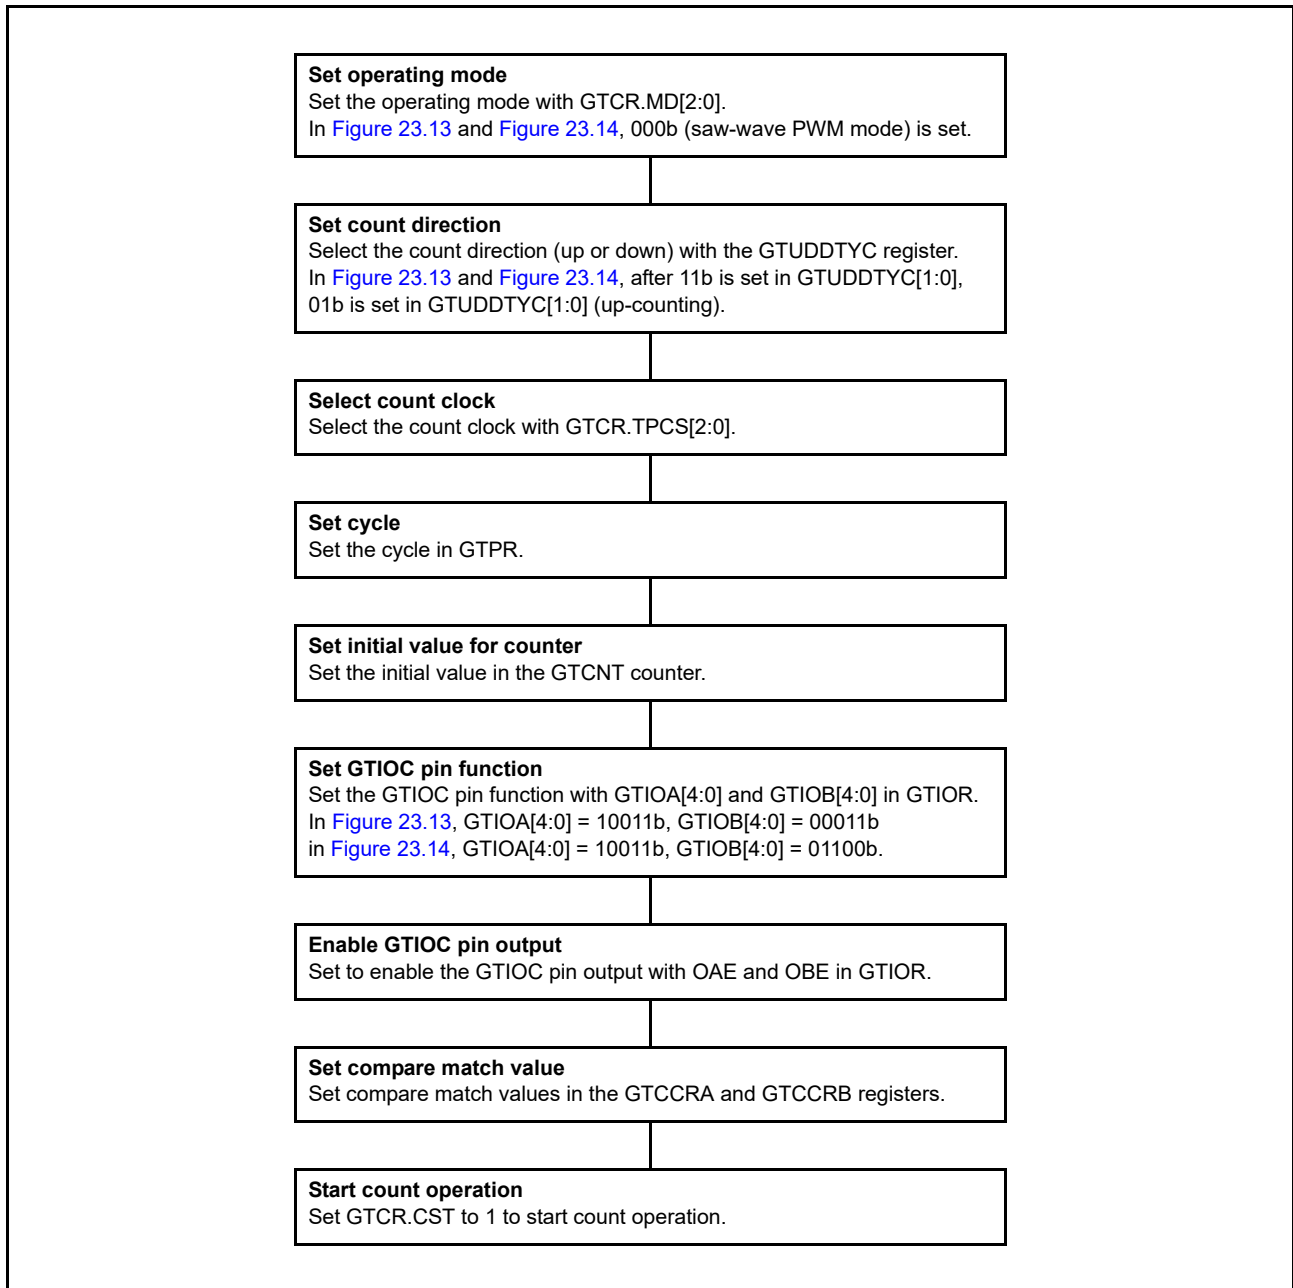 Set operating mode
Set the operating mode with GTCR.MD[2:0].
In Figure 23.13 and Figure 23.14, 000b (saw-wave PWM mode) is set.
Set count direction
Select the count direction (up or down) with the GTUDDTYC register.
In Figure 23.13 and Figure 23.14, after 11b is set in GTUDDTYC[1:0],
01b is set in GTUDDTYC[1:0] (up-counting).
Select count clock
Select the count clock with GTCR.TPCS[2:0].
Set cycle
Set the cycle in GTPR.
Set initial value for counter
Set the initial value in the GTCNT counter.
Set GTIOC pin function
Set the GTIOC pin function with GTIOA[4:0] and GTIOB[4:0] in GTIOR.
In Figure 23.13, GTIOA[4:0] = 10011b, GTIOB[4:0] = 00011b
in Figure 23.14, GTIOA[4:0] = 10011b, GTIOB[4:0] = 01100b.
Enable GTIOC pin output
Set to enable the GTIOC pin output with OAE and OBE in GTIOR.
Set compare match value
Set compare match values in the GTCCRA and GTCCRB registers.
Start count operation
Set GTCR.CST to 1 to start count operation.